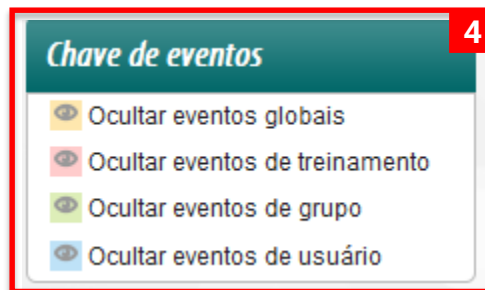 Chave de eventos
4
Ocultar eventos globais
Ocultar eventos de treinamento
Ocultar eventos de grupo
Ocultar eventos de usuário